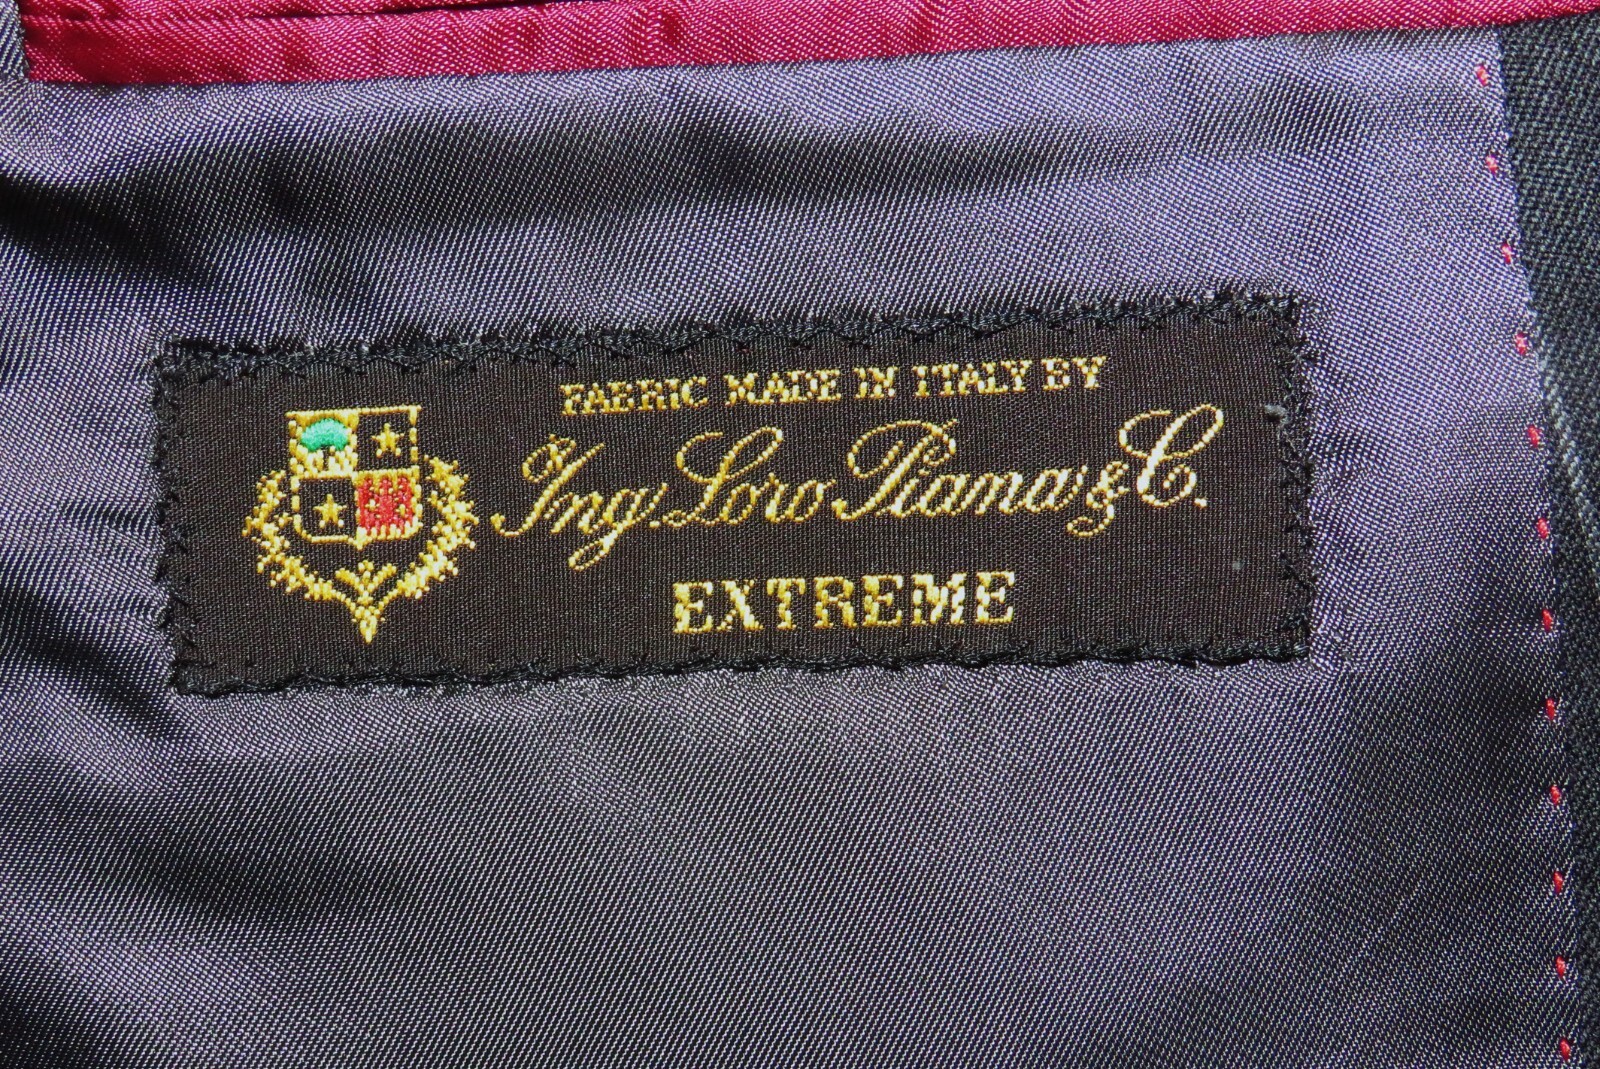 FABRIC MADE IN ITALY BY
Ing. Loro Piana & C.
EXTREME